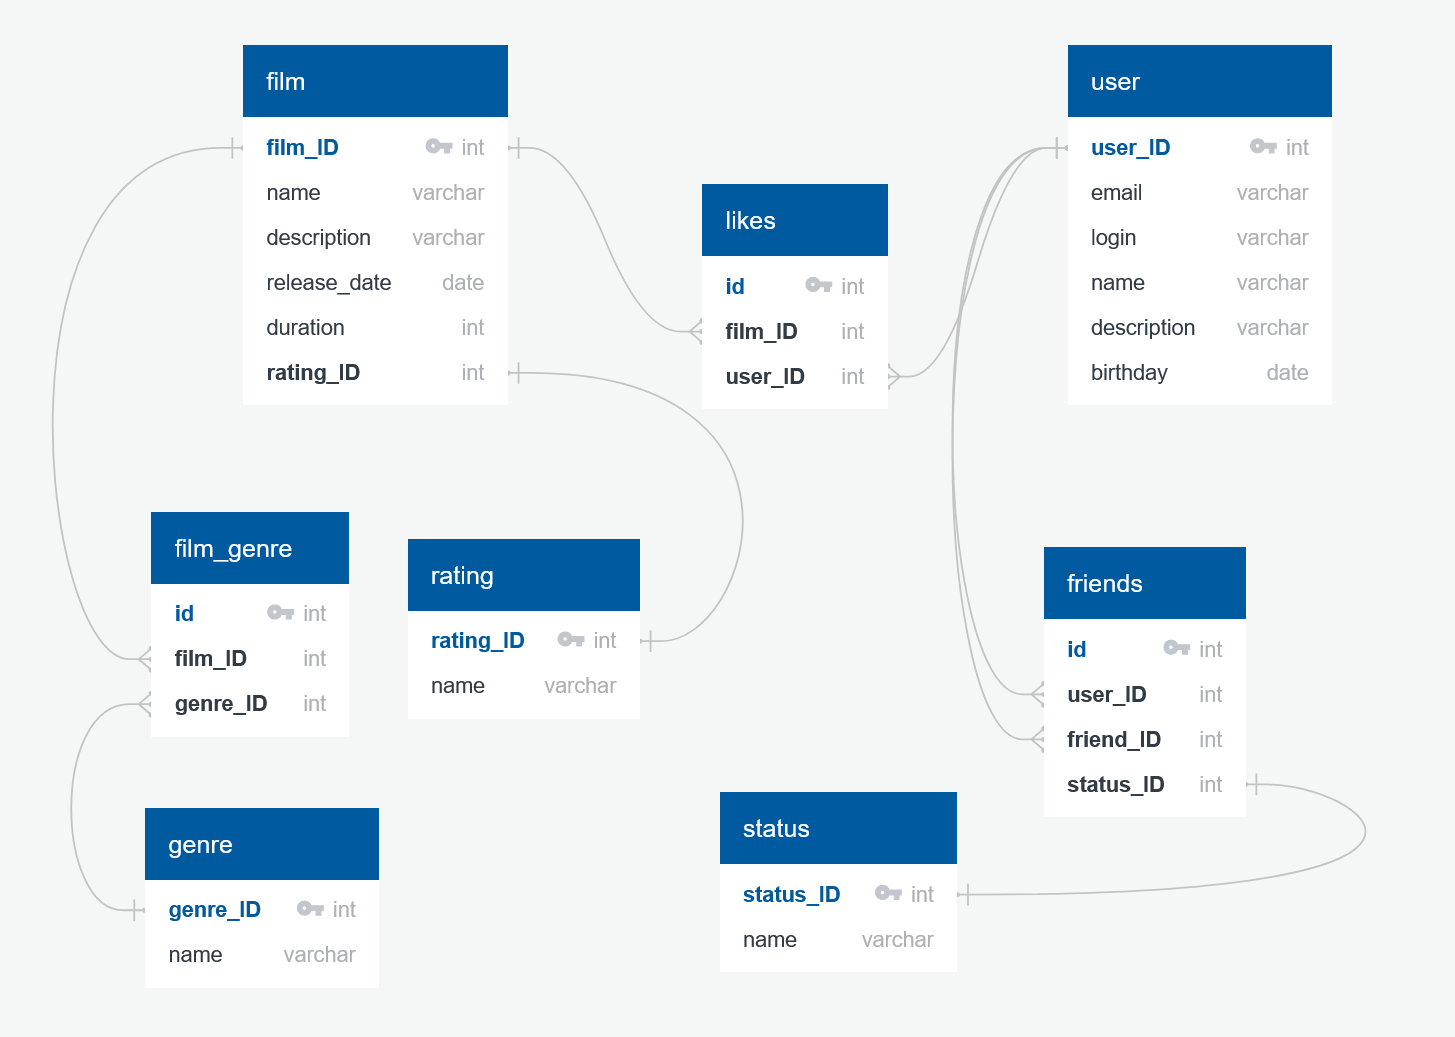 film
film_ID int
name varchar
description varchar
release_date date
duration int
rating_ID int
likes
id int
film_ID int
user_ID int
user
user_ID int
email varchar
login varchar
name varchar
description varchar
birthday date
film_genre
id int
film_ID int
genre_ID int
rating
rating_ID int
name varchar
friends
id int
user_ID int
friend_ID int
status_ID int
genre
genre_ID int
name varchar
status
status_ID int
name varchar